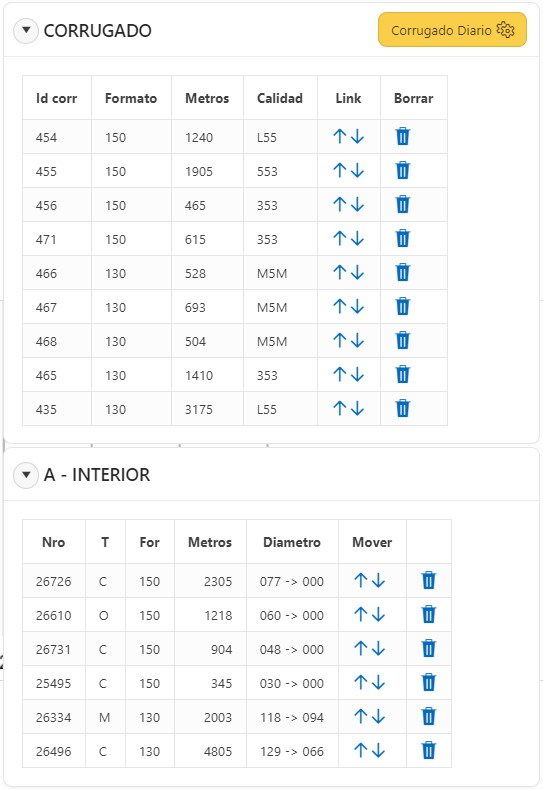 CORRUGADO
Corrugado Diario
Id corr Formato Metros Calidad Link Borrar
454 150 1240 L55
455 150 1905 553
456 150 465 353
471 150 615 353
466 130 528 M5M
467 130 693 M5M
468 130 504 M5M
465 130 1410 353
435 130 3175 L55
A - INTERIOR
Nro T For Metros Diametro Mover
26726 C 150 2305 077 -> 000
26610 O 150 1218 060 -> 000
26731 C 150 904 048 -> 000
25495 C 150 345 030 -> 000
26334 M 130 2003 118 -> 094
26496 C 130 4805 129 -> 066